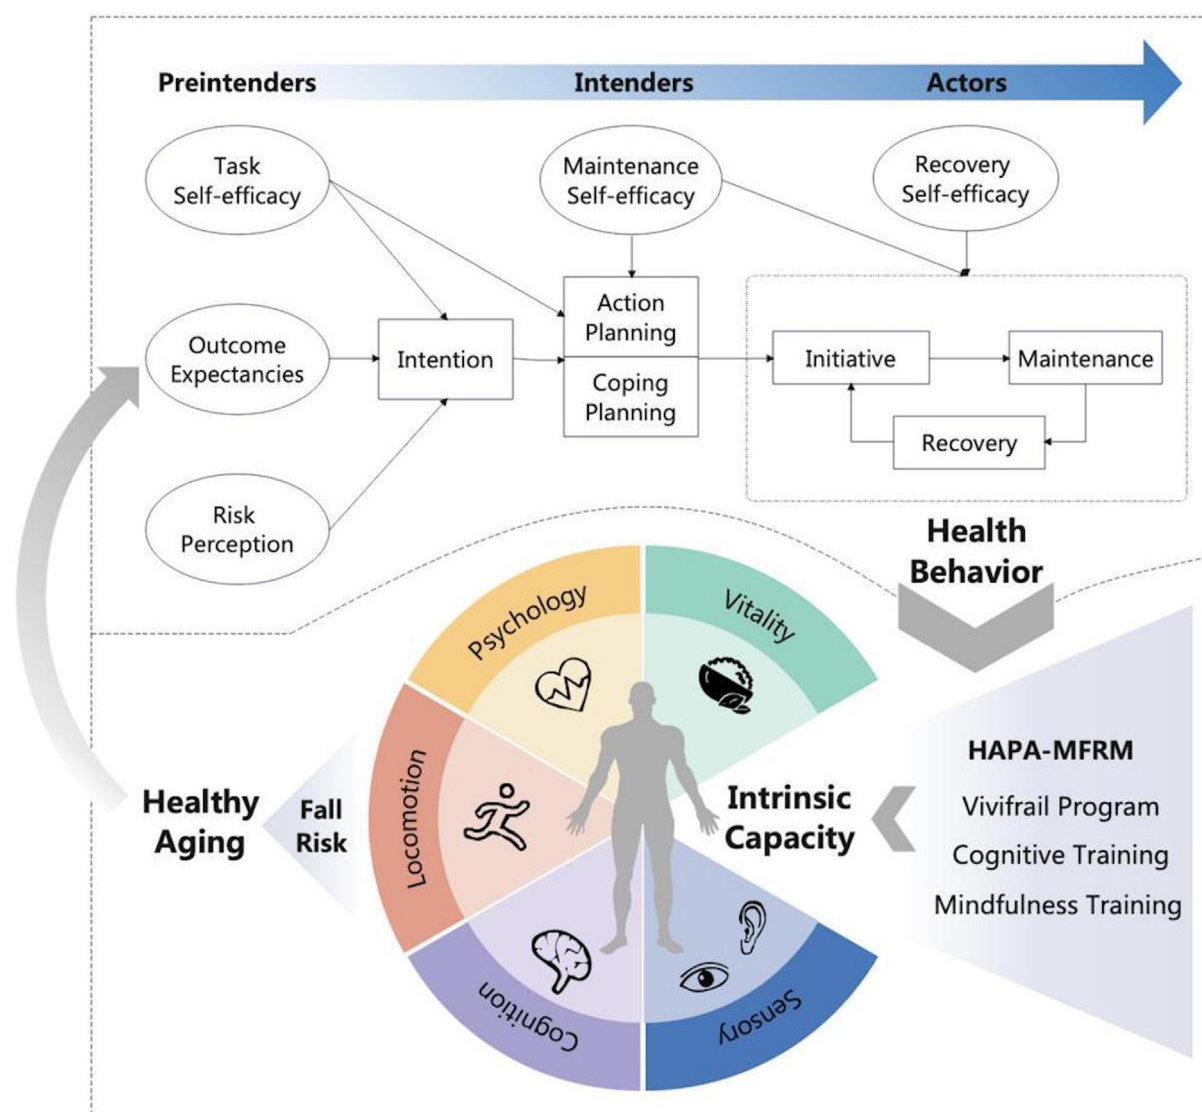 Preintenders
Intenders
Actors
Task
Self-efficacy
Maintenance
Self-efficacy
Recovery
Self-efficacy
Action
Planning
Outcome
Expectancies
Intention
Coping
Planning
Initiative
Maintenance
Recovery
Risk
Perception
Health
Behavior
Psychology
Vitality
Locomotion
Cognition
Sensory
Healthy
Aging
Fall
Risk
Intrinsic
Capacity
HAPA-MFRM
Vivifrail Program
Cognitive Training
Mindfulness Training